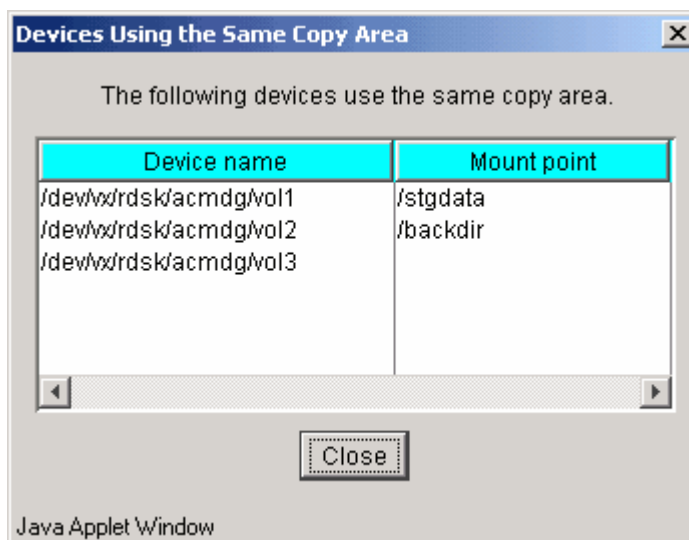 Devices Using the Same Copy Area
The following devices use the same copy area.
Device name Mount point
/dev/vx/rdsk/acmdg/vol1 /stgdata
/dev/vx/rdsk/acmdg/vol2 /backdir
/dev/vx/rdsk/acmdg/vol3
Close
Java Applet Window